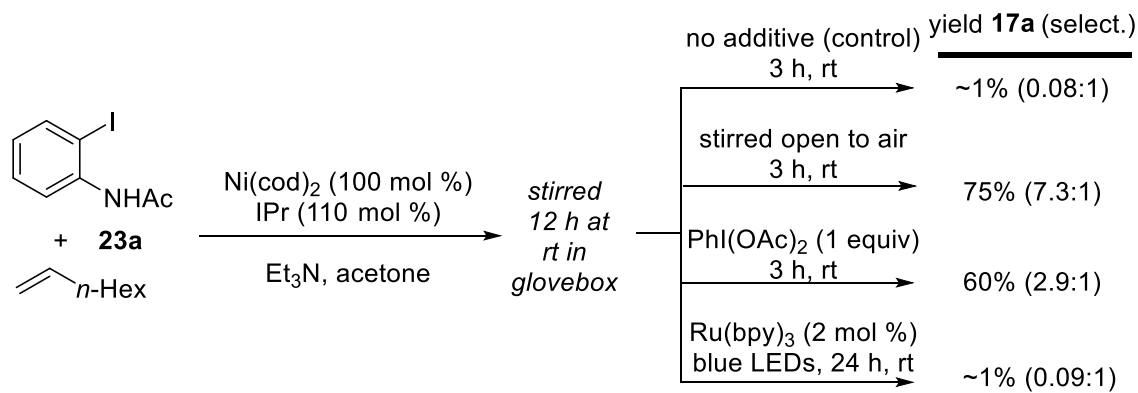 I
NHAc
+ 23a
n-Hex
Ni(cod)2 (100 mol %)
IPr (110 mol %)
Et3N, acetone
stirred
12 h at
rt in
glovebox
yield 17a (select.)
no additive (control)
3 h, rt
~1% (0.08:1)
stirred open to air
3 h, rt
75% (7.3:1)
PhI(OAc)2 (1 equiv)
3 h, rt
60% (2.9:1)
Ru(bpy)3 (2 mol %)
blue LEDs, 24 h, rt
~1% (0.09:1)